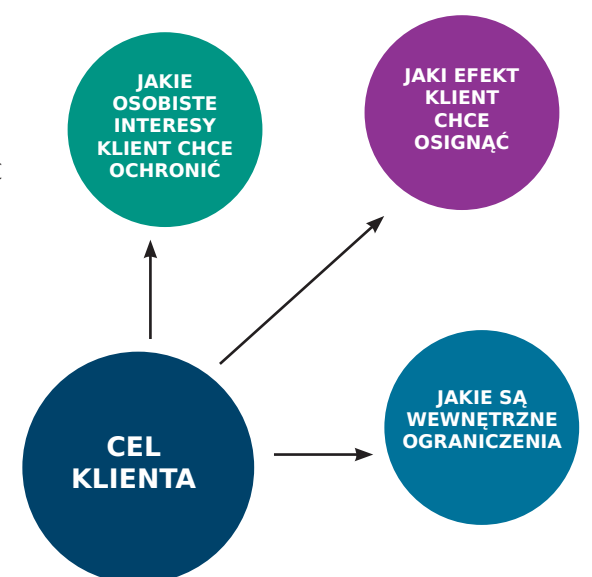 JAKIE
OSOBISTE
INTERESY
KLIENT CHCE
OCHRONIĆ
JAKI EFEKT
KLIENT
CHCE
OSIGNĄĆ
JAKIE SĄ
WEWNĘTRZNE
OGRANICZENIA
CEL
KLIENTA